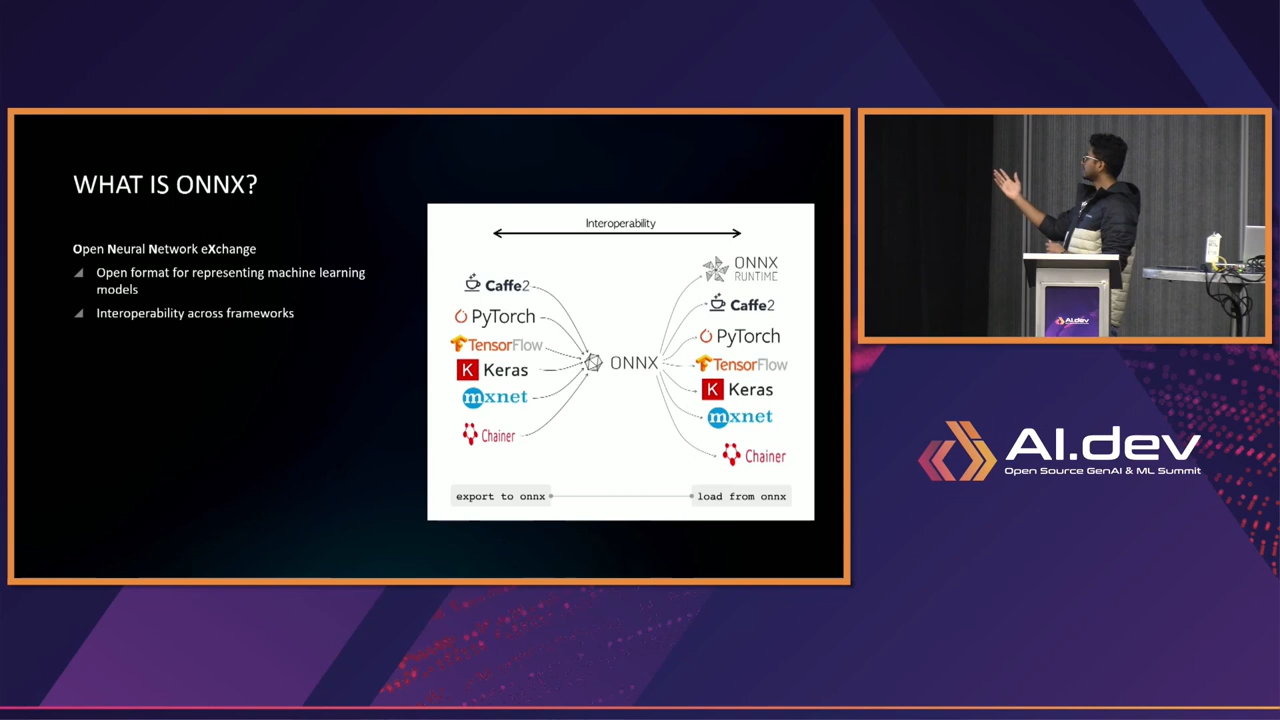 WHAT IS ONNX?
Open Neural Network eXchange
Open format for representing machine learning
models
Interoperability across frameworks
Interoperability
Caffe2
PyTorch
TensorFlow
K Keras
mxnet
Chainer
ONNX
ONNX
RUNTIME
Caffe2
PyTorch
TensorFlow
K Keras
mxnet
Chainer
export to onnx
load from onnx
AI.dev
AI.dev
Open Source GenAI & ML Summit